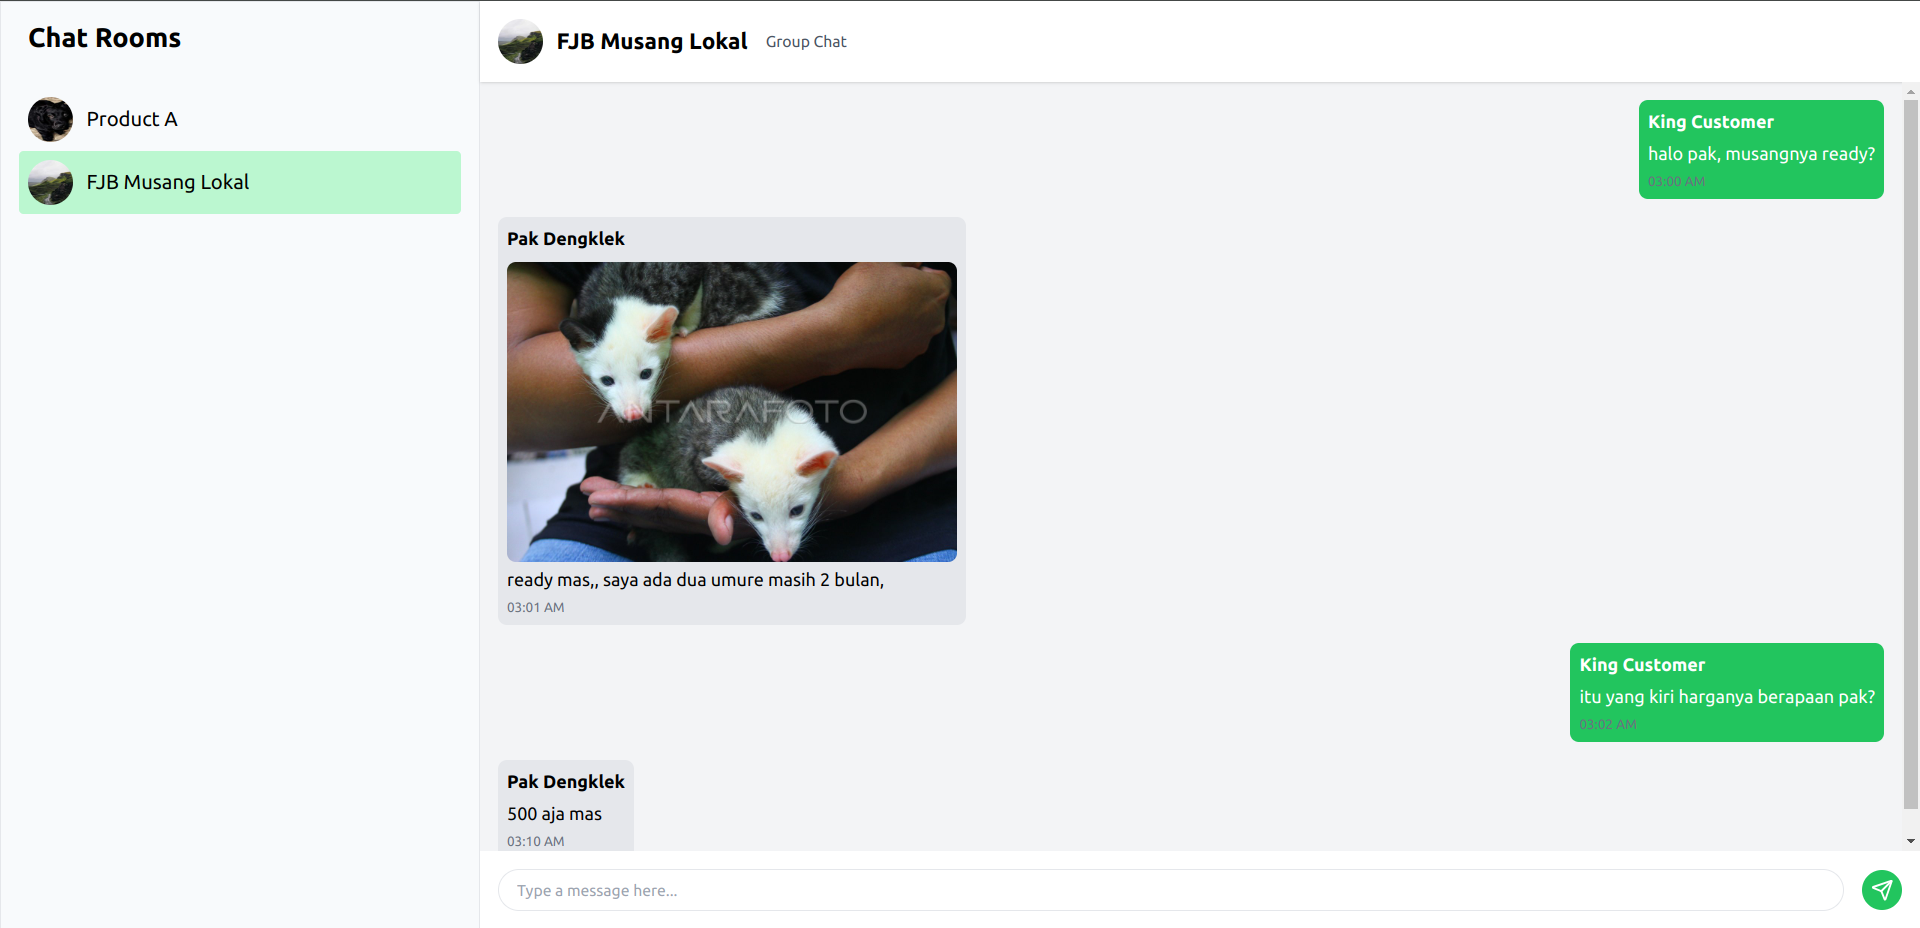 Chat Rooms
Product A
FJB Musang Lokal
FJB Musang Lokal Group Chat
King Customer
halo pak, musangnya ready?
03:00 AM
Pak Dengklek
ANTARAFOTO
ready mas,, saya ada dua umure masih 2 bulan,
03:01 AM
King Customer
itu yang kiri harganya berapaan pak?
03:02 AM
Pak Dengklek
500 aja mas
03:10 AM
Type a message here...